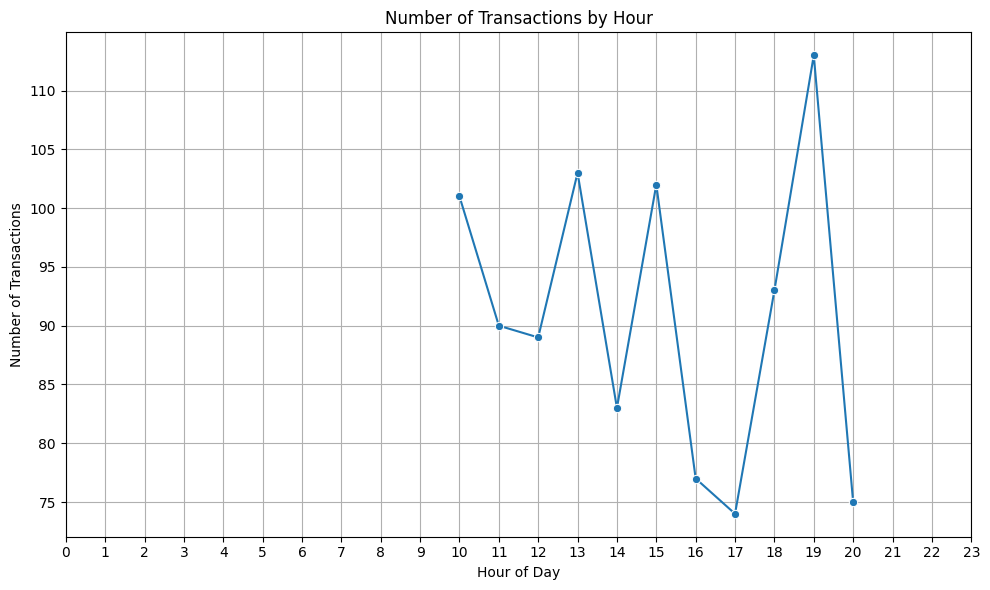 Number of Transactions by Hour
Number of Transactions
110
105
100
95
90
85
80
75
0 1 2 3 4 5 6 7 8 9 10 11 12 13 14 15 16 17 18 19 20 21 22 23
Hour of Day